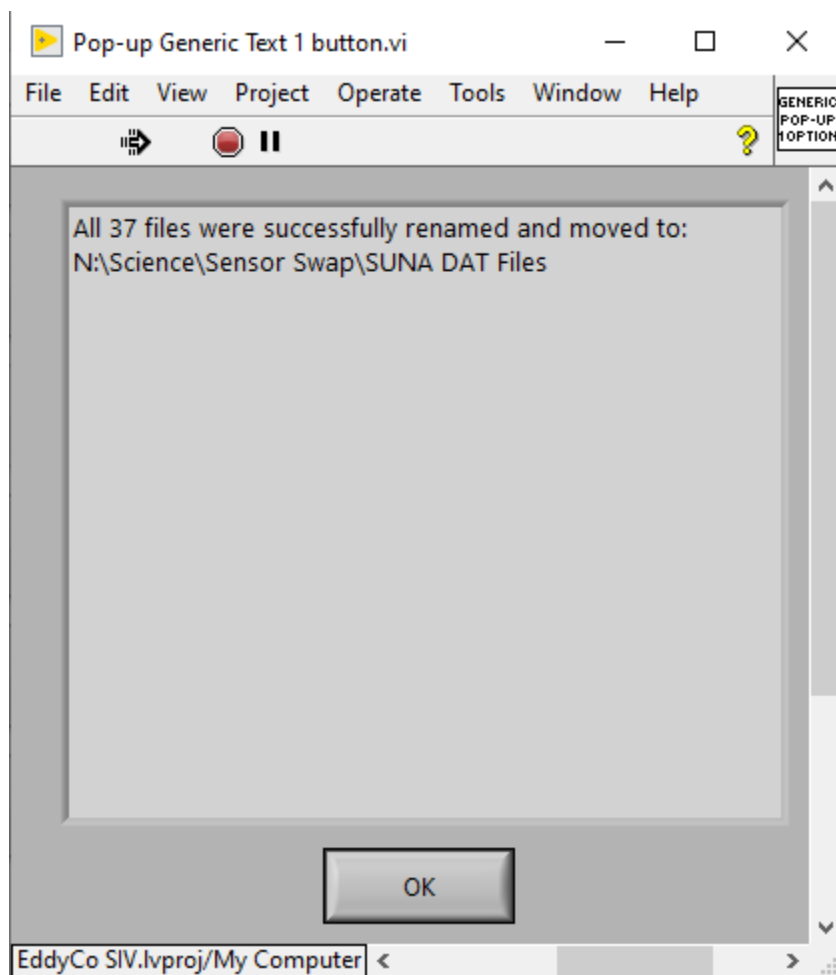 Pop-up Generic Text 1 button.vi
File Edit View Project Operate Tools Window Help
GENERIC
POP-UP
1OPTION
All 37 files were successfully renamed and moved to:
N:\Science\Sensor Swap\SUNA DAT Files
OK
EddyCo SIV.lvproj/My Computer